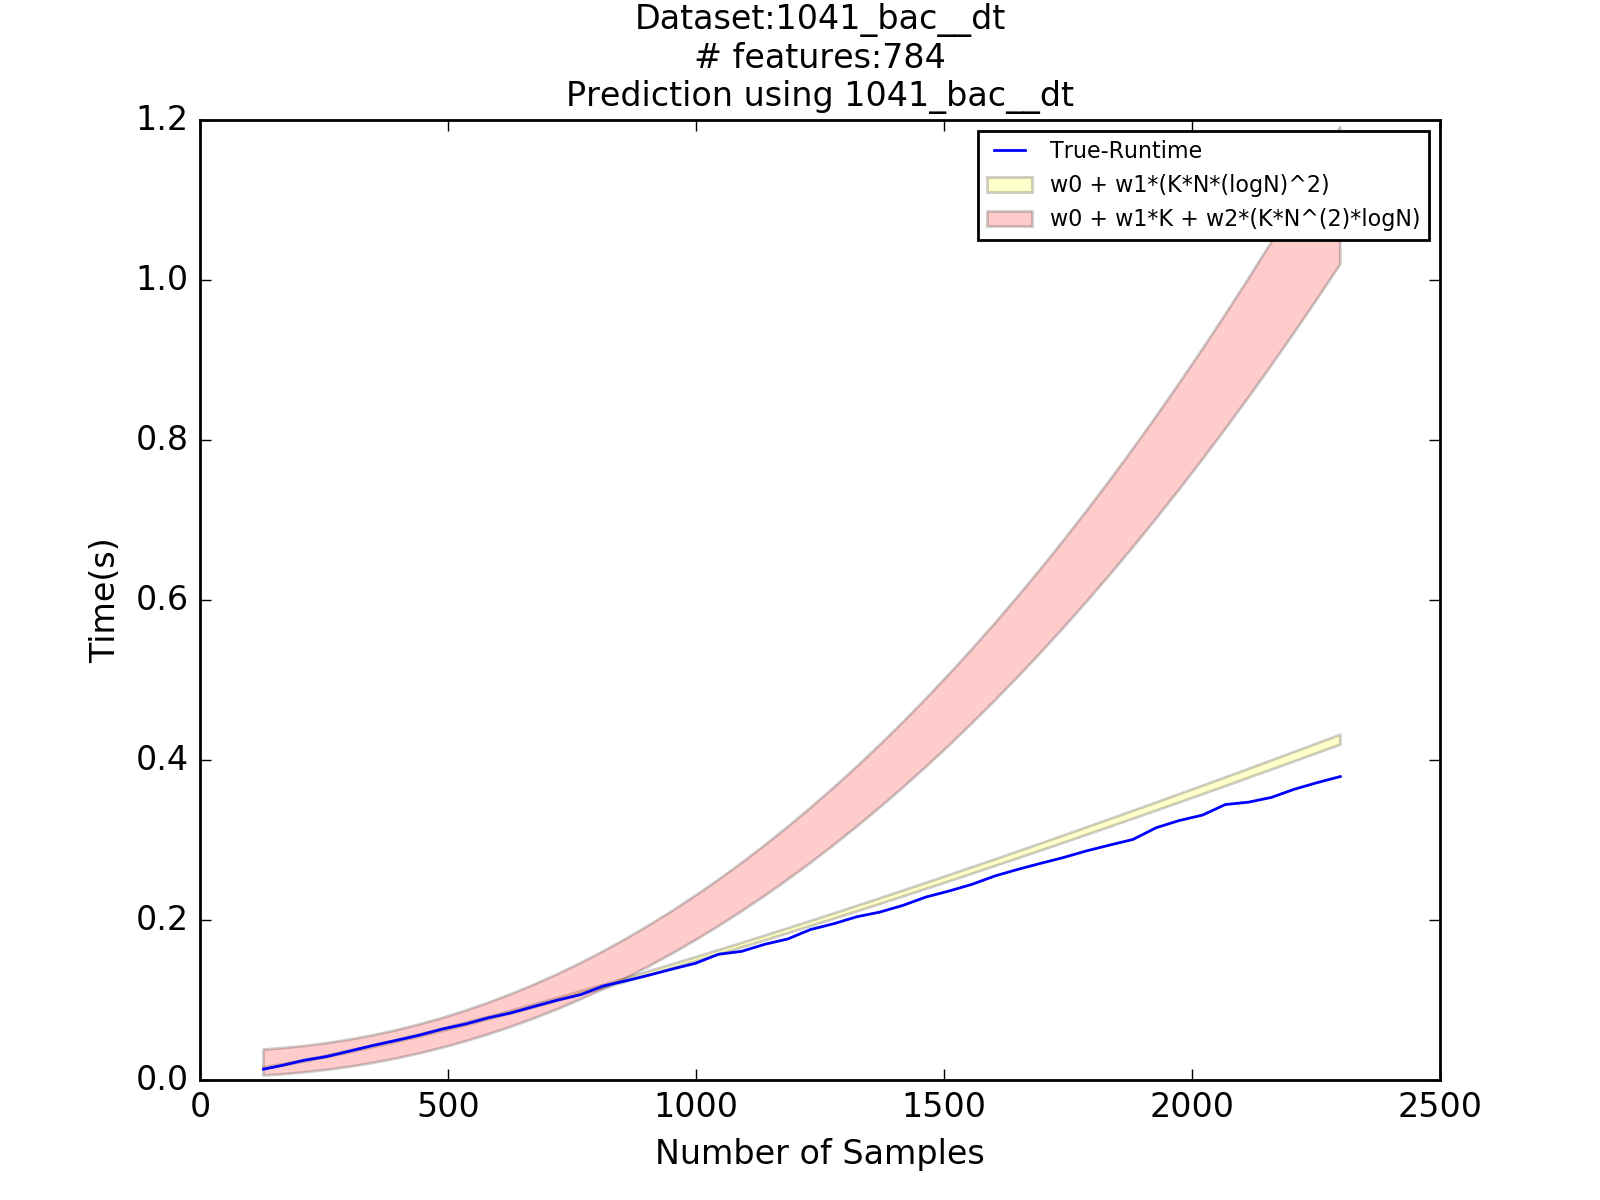 Dataset:1041_bac__dt
# features:784
Prediction using 1041_bac__dt
True-Runtime
w0 + w1*(K*N*(logN)^2)
w0 + w1*K + w2*(K*N^(2)*logN)
1.2
1.0
0.8
0.6
0.4
0.2
0.0
Time(s)
0 500 1000 1500 2000 2500
Number of Samples